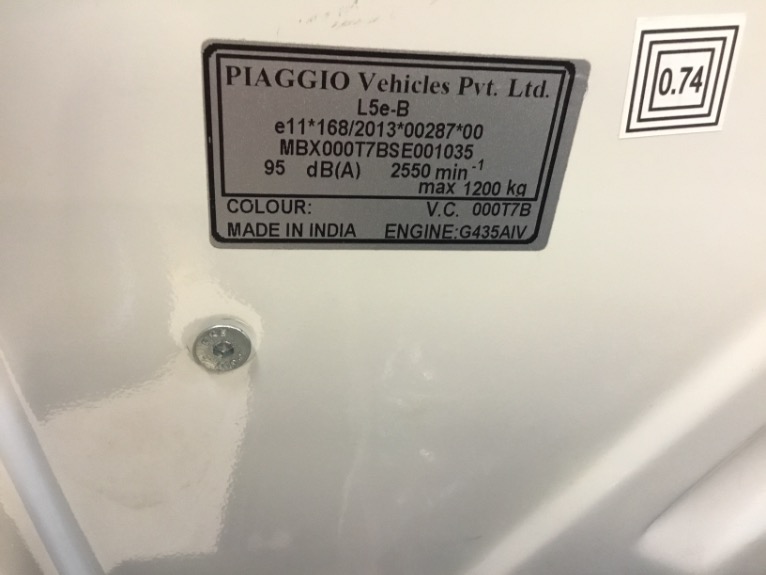 PIAGGIO Vehicles Pvt. Ltd.
L5e-B
e11*168/2013*00287*00
MBX000T7BSE001035
95 dB(A) 2550 min-1
max 1200 kg
COLOUR: V.C. 000T7B
MADE IN INDIA ENGINE:G435AIV
0.74